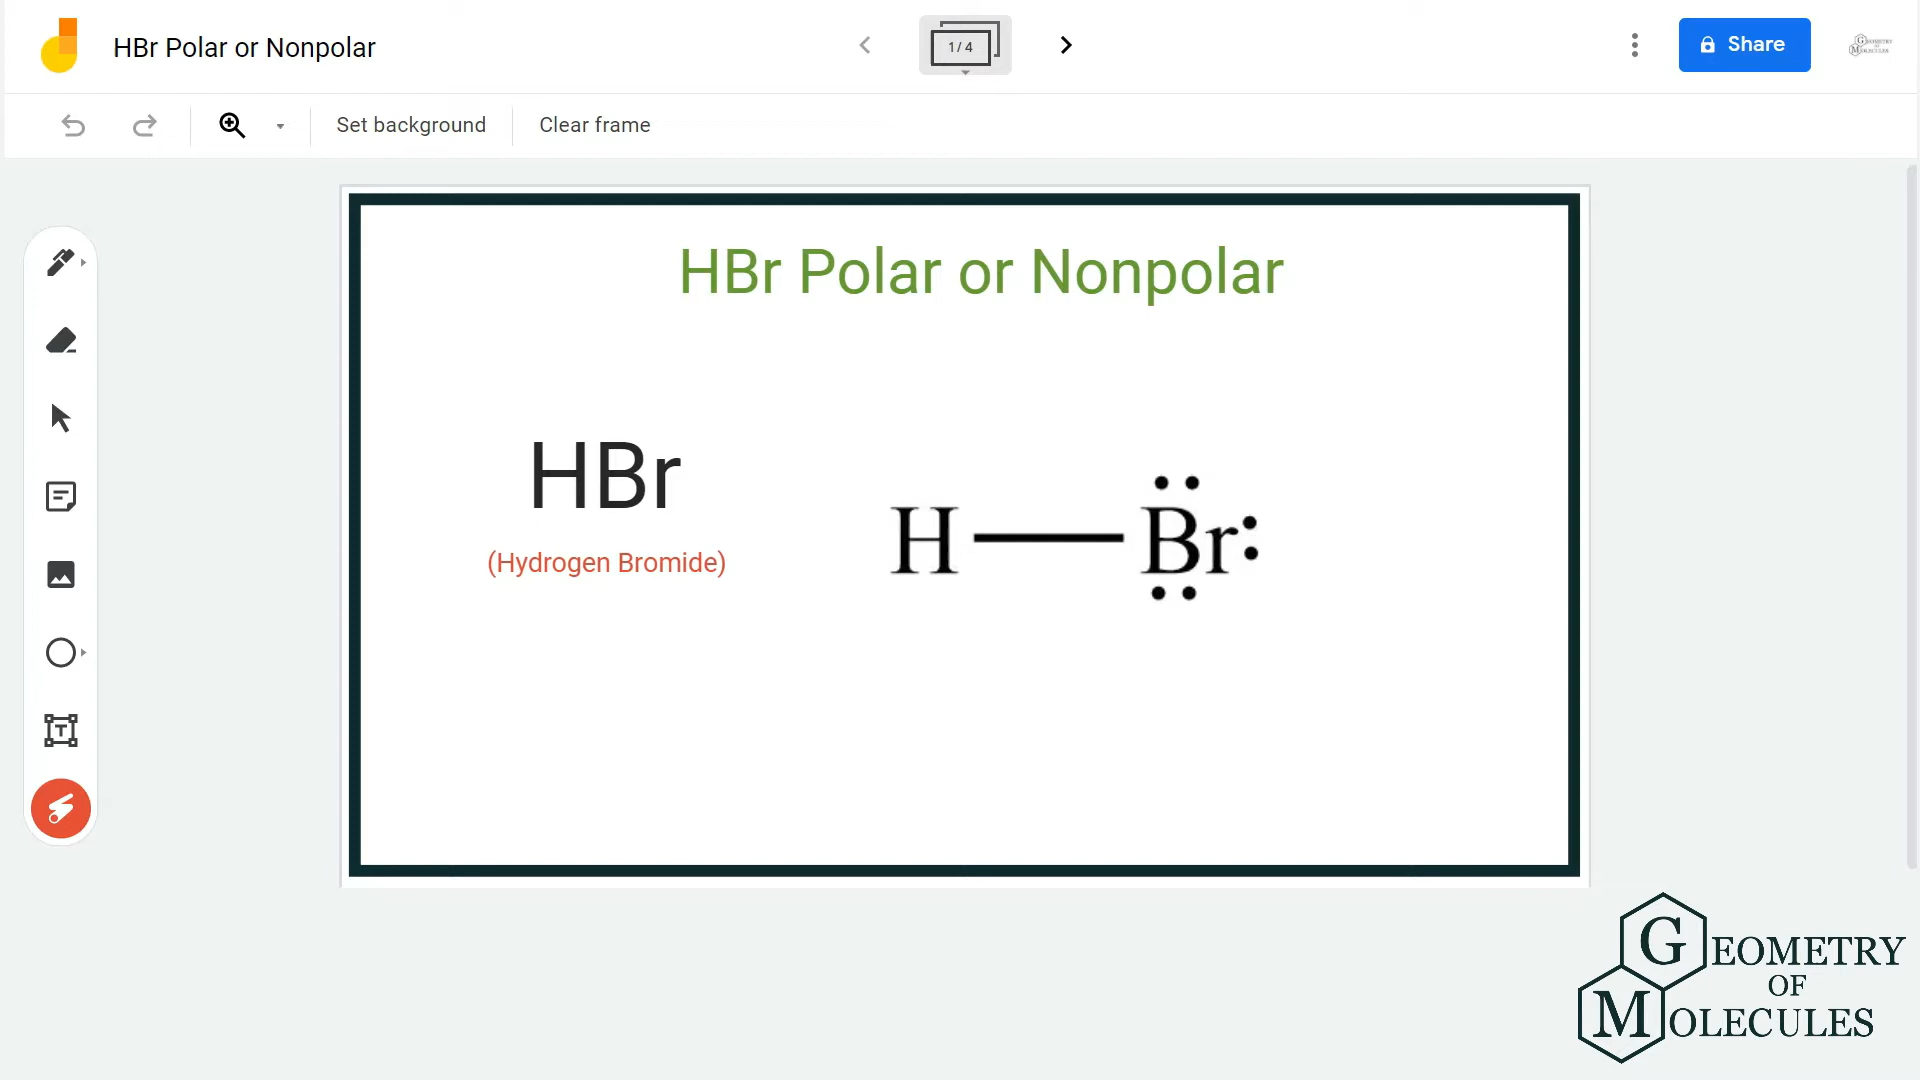 HBr Polar or Nonpolar
1/4
Share
Set background
Clear frame
HBr Polar or Nonpolar
HBr
(Hydrogen Bromide)
H—Br
GEOMETRY
OF
MOLECULES